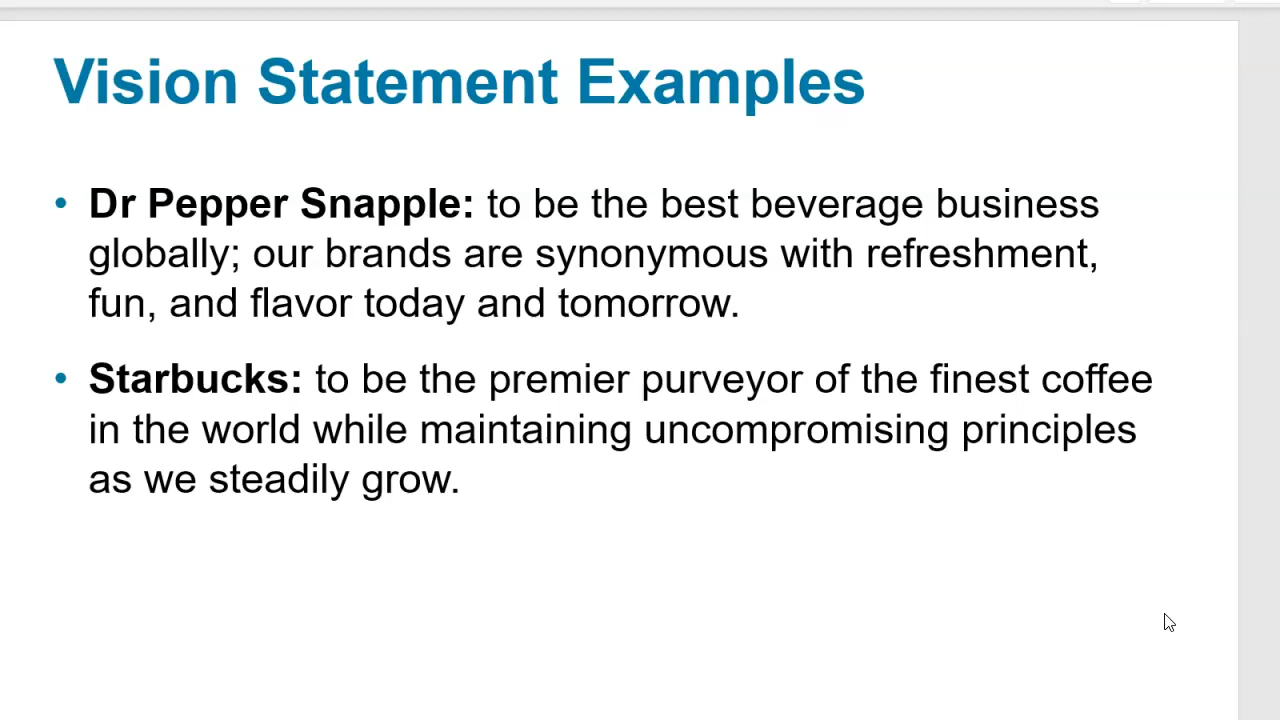 Vision Statement Examples
• Dr Pepper Snapple: to be the best beverage business
globally; our brands are synonymous with refreshment,
fun, and flavor today and tomorrow.
• Starbucks: to be the premier purveyor of the finest coffee
in the world while maintaining uncompromising principles
as we steadily grow.